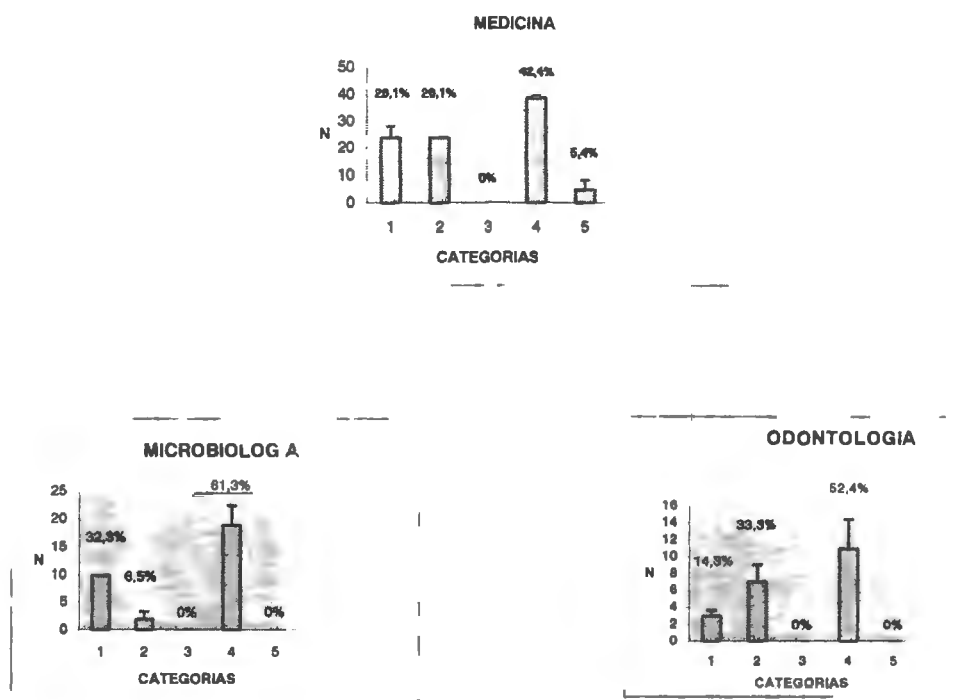 MEDICINA
50
42,4%
40
26,1% 26,1%
30
N
20
5,4%
10
0%
0
1 2 3 4 5
CATEGORIAS
MICROBIOLOG A
25
61,3%
20
32,3%
15
N
10
6,5%
5
0% 0%
0
1 2 3 4 5
CATEGORIAS
ODONTOLOGIA
52,4%
16
14
33,3%
12
10
14,3%
N
8
6
4
2
0% 0%
0
1 2 3 4 5
CATEGORIAS